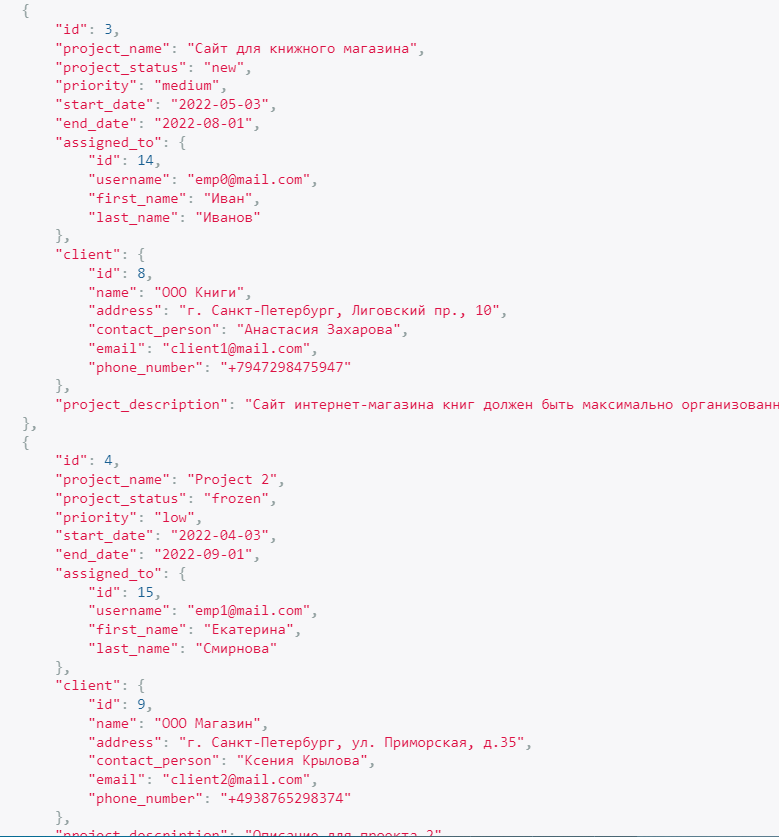 {
"id": 3,
"project_name": "Сайт для книжного магазина",
"project_status": "new",
"priority": "medium",
"start_date": "2022-05-03",
"end_date": "2022-08-01",
"assigned_to": {
"id": 14,
"username": "emp0@mail.com",
"first_name": "Иван",
"last_name": "Иванов"
},
"client": {
"id": 8,
"name": "ООО Книги",
"address": "г. Санкт-Петербург, Лиговский пр., 10",
"contact_person": "Анастасия Захарова",
"email": "client1@mail.com",
"phone_number": "+7947298475947"
},
"project_description": "Сайт интернет-магазина книг должен быть максимально организованн
},
{
"id": 4,
"project_name": "Project 2",
"project_status": "frozen",
"priority": "low",
"start_date": "2022-04-03",
"end_date": "2022-09-01",
"assigned_to": {
"id": 15,
"username": "emp1@mail.com",
"first_name": "Екатерина",
"last_name": "Смирнова"
},
"client": {
"id": 9,
"name": "ООО Магазин",
"address": "г. Санкт-Петербург, ул. Приморская, д.35",
"contact_person": "Ксения Крылова",
"email": "client2@mail.com",
"phone_number": "+4938765298374"
},
"project_description": "Описание для проекта 2"